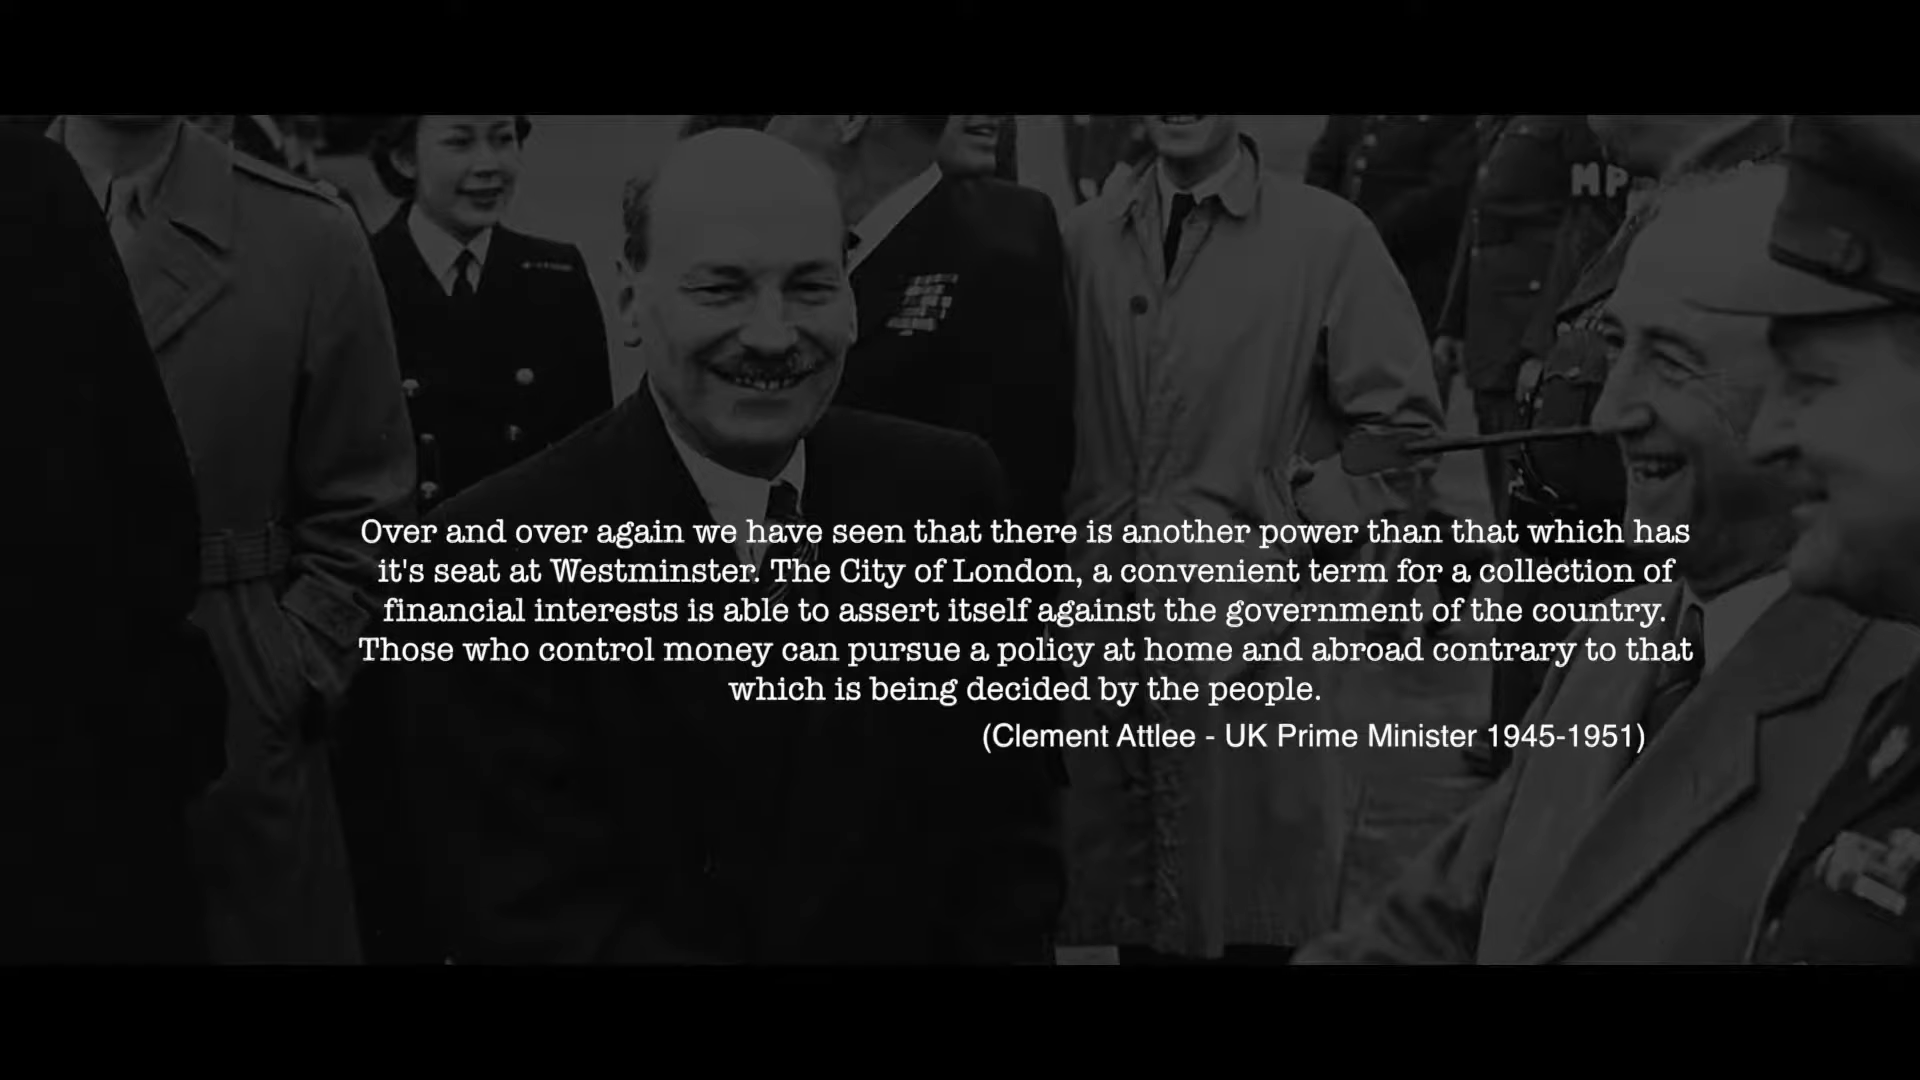 MP
Over and over again we have seen that there is another power than that which has
it's seat at Westminster. The City of London, a convenient term for a collection of
financial interests is able to assert itself against the government of the country.
Those who control money can pursue a policy at home and abroad contrary to that
which is being decided by the people.
(Clement Attlee - UK Prime Minister 1945-1951)